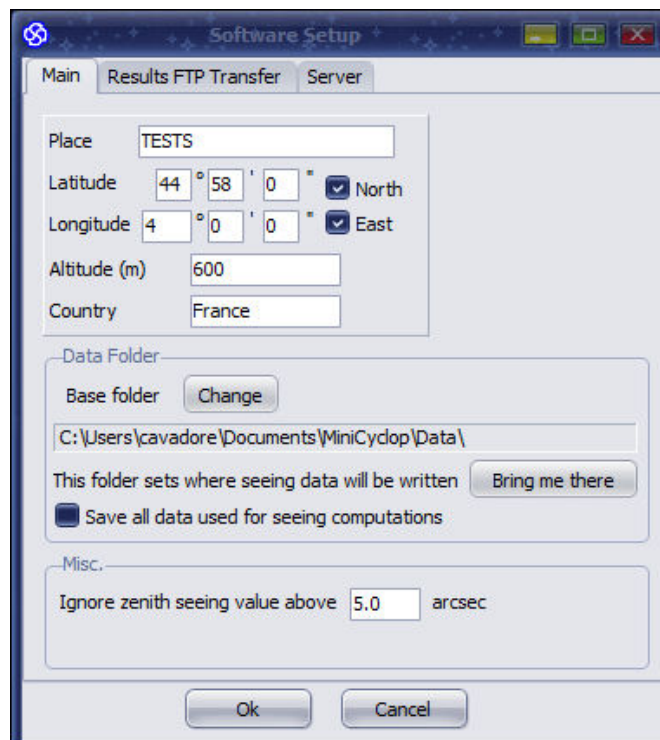 Software Setup
Main Results FTP Transfer Server
Place TESTS
Latitude 44 ° 58 ' 0 " North
Longitude 4 ° 0 ' 0 " East
Altitude (m) 600
Country France
Data Folder
Base folder Change
C:\Users\cavadore\Documents\MiniCyclop\Data\
This folder sets where seeing data will be written Bring me there
Save all data used for seeing computations
Misc.
Ignore zenith seeing value above 5.0 arcsec
Ok Cancel